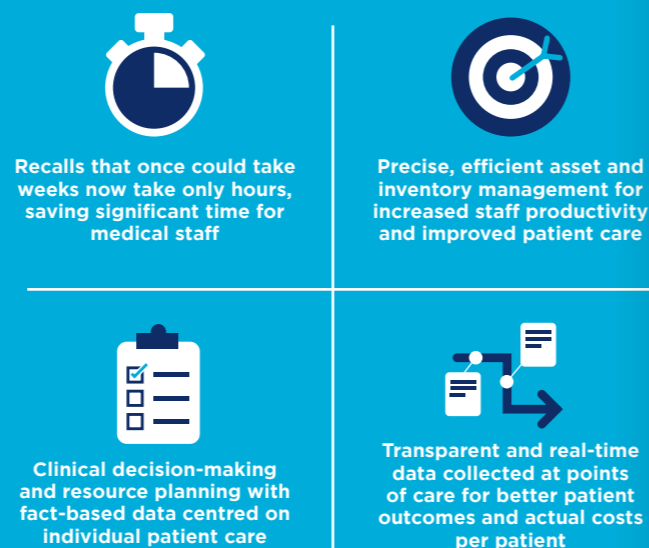 Recalls that once could take
weeks now take only hours,
saving significant time for
medical staff
Precise, efficient asset and
inventory management for
increased staff productivity
and improved patient care
Clinical decision-making
and resource planning with
fact-based data centred on
individual patient care
Transparent and real-time
data collected at points
of care for better patient
outcomes and actual costs
per patient